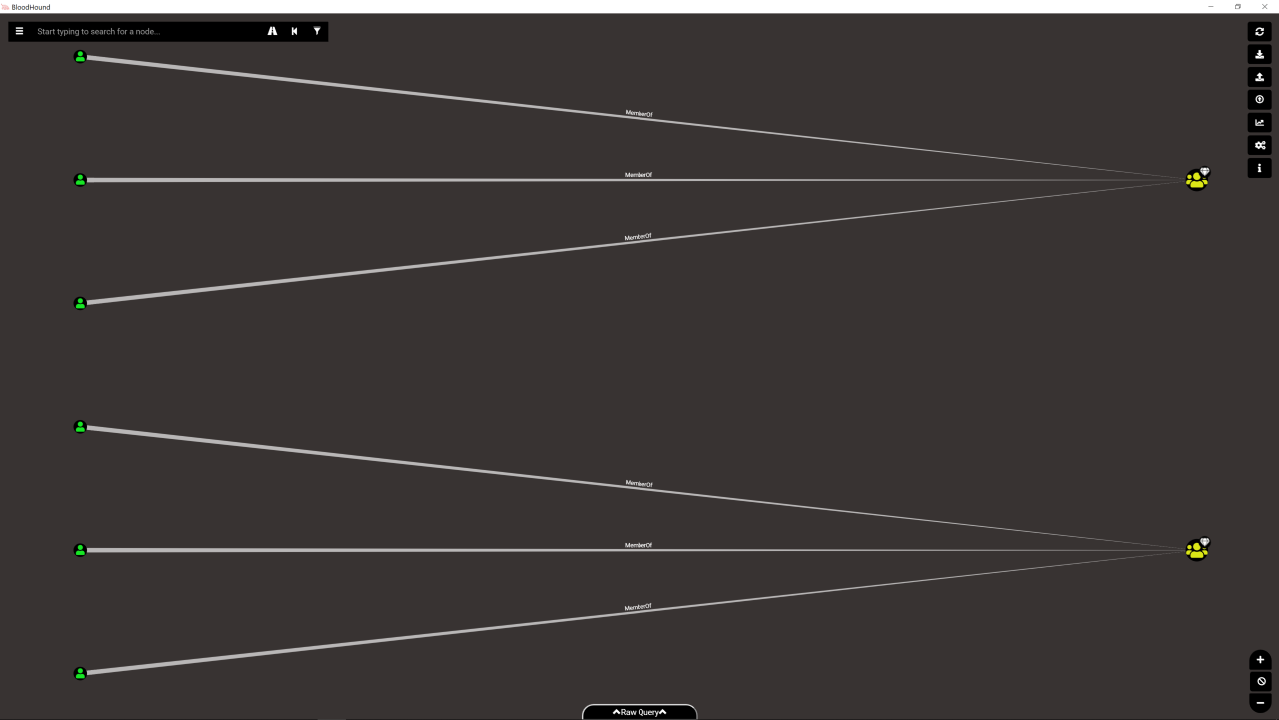 BloodHound
Start typing to search for a node...
MemberOf
MemberOf
MemberOf
MemberOf
MemberOf
MemberOf
Raw Query